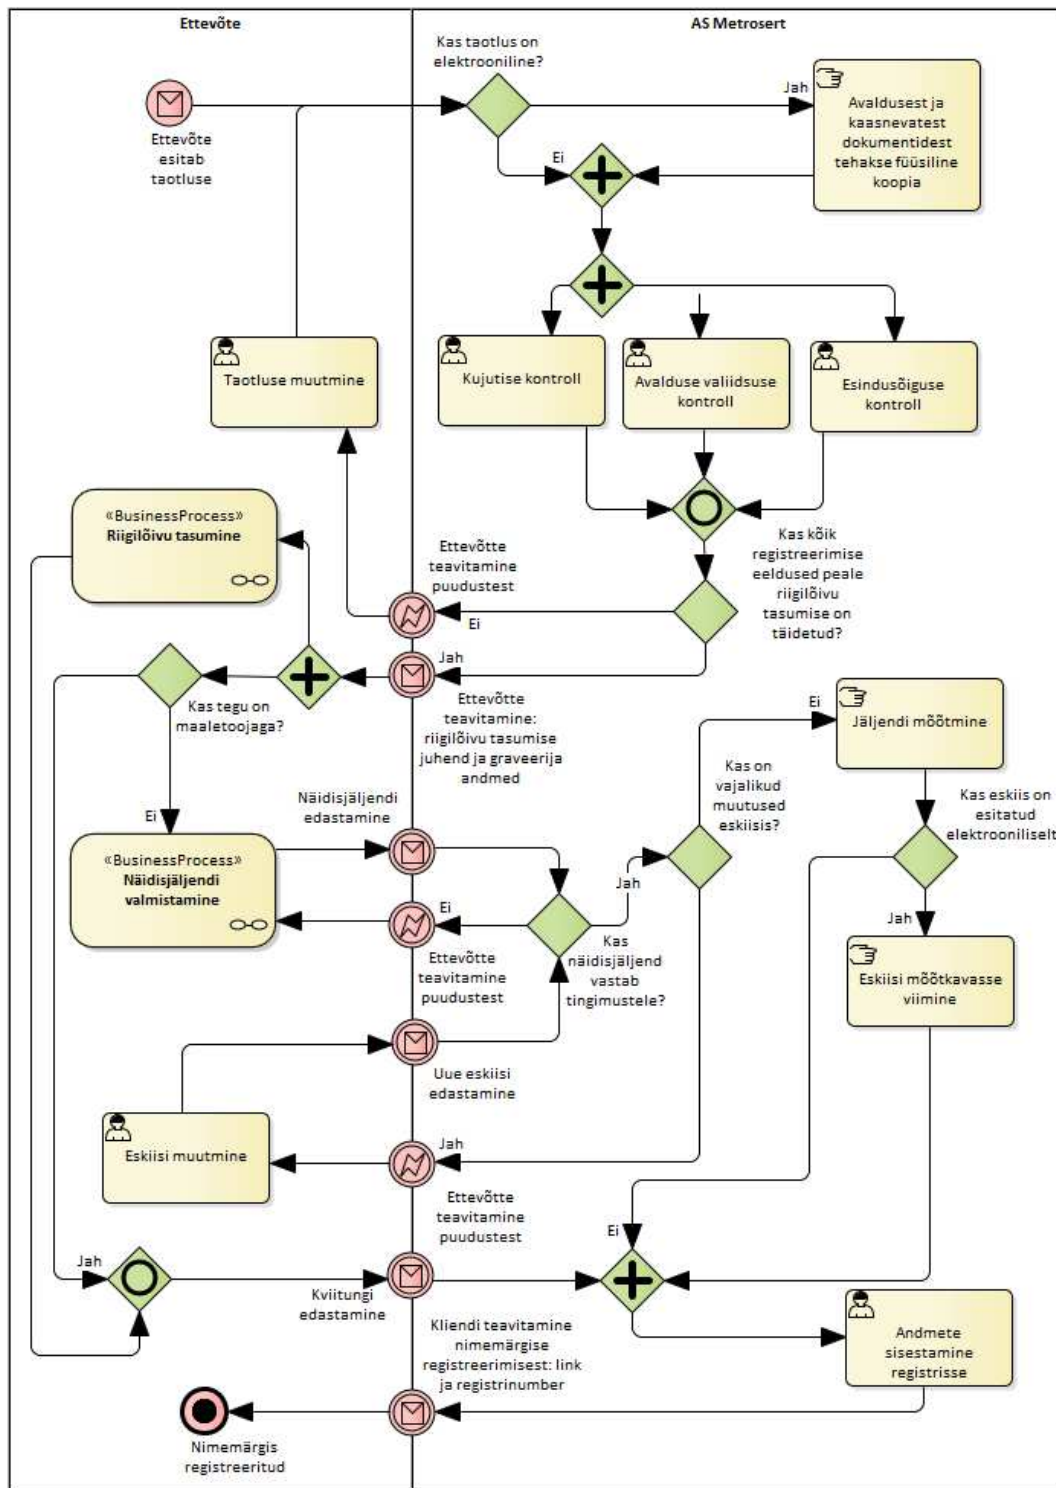 Ettevõte
AS Metrosert
Kas taotlus on
elektrooniline?
Jah
Avaldusest ja
kaasnevatest
dokumentidest
tehakse füüsiline
koopia
Ettevõte
esitab
taotluse
Ei
Taotluse muutmine
Kujutise kontroll
Avalduse valiidsuse
kontroll
Esindusõiguse
kontroll
«BusinessProcess»
Riigilõivu tasumine
Ettevõtte
teavitamine
puudustest
Kas kõik
registreerimise
eeldused peale
riigilõivu
tasumise on
täidetud?
Ei
Jah
Kas tegu on
maaletoojaga?
Ettevõtte
teavitamine:
riigilõivu tasumise
juhend ja graveerija
andmed
Ei
Jäljendi mõõtmine
Kas on
vajalikud
muutused
eskiisis?
Kas eskiis on
esitatud
elektrooniliselt
Näidisjäljendi
edastamine
Ei
«BusinessProcess»
Näidisjäljendi
valmistamine
Jah
Ei
Kas
näidisjäljend
vastab
tingimustele?
Jah
Eskiisi mõõtkavasse
viimine
Ettevõtte
teavitamine
puudustest
Uue eskiisi
edastamine
Eskiisi muutmine
Jah
Ettevõtte
teavitamine
puudustest
Ei
Jah
Kviitungi
edastamine
Kliendi teavitamine
nimemärgise
registreerimisest: link
ja registrinumber
Andmete
sisestamine
registrisse
Nimemärgis
registreeritud